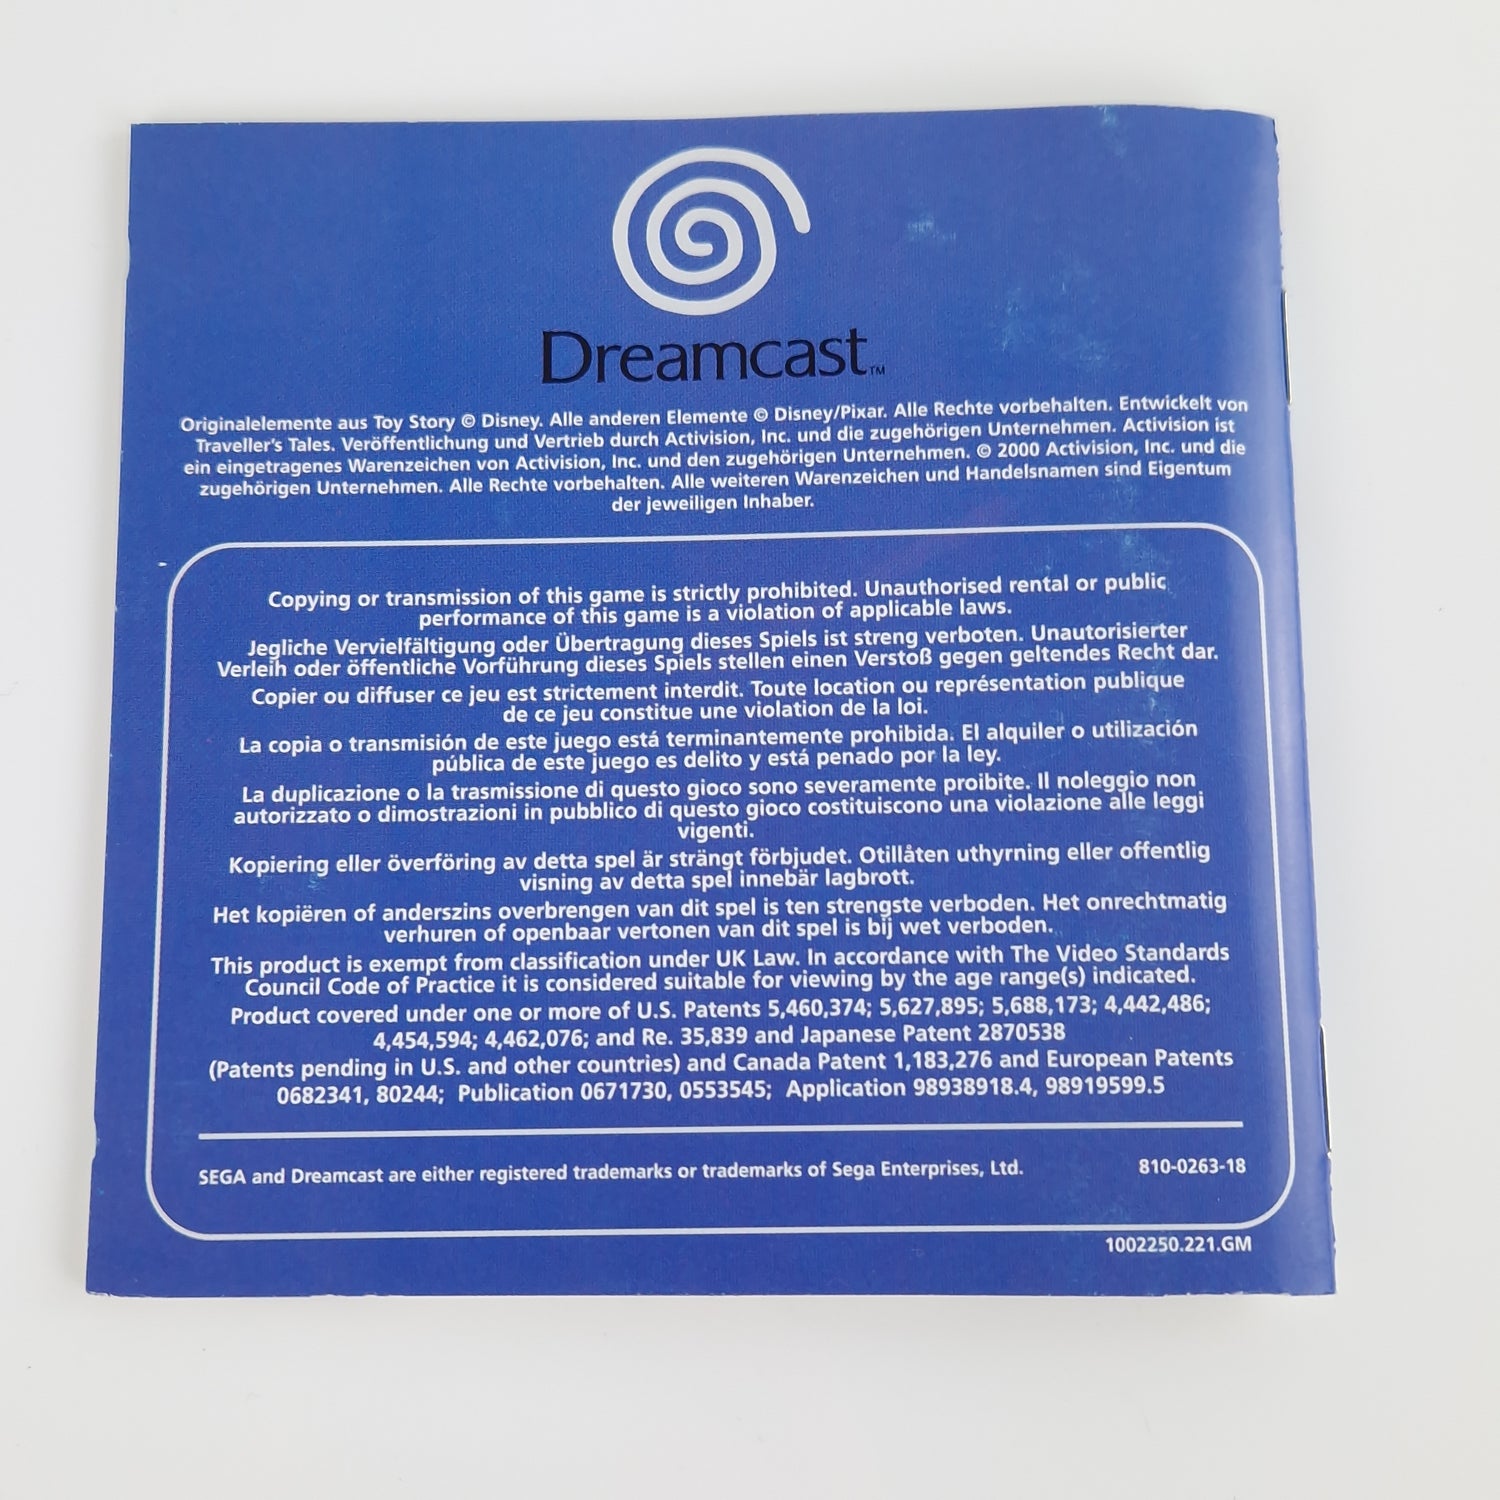 Dreamcast™
Originalelemente aus Toy Story © Disney. Alle anderen Elemente © Disney/Pixar. Alle Rechte vorbehalten. Entwickelt von
Traveller's Tales. Veröffentlichung und Vertrieb durch Activision, Inc. und die zugehörigen Unternehmen. Activision ist
ein eingetragenes Warenzeichen von Activision, Inc. und den zugehörigen Unternehmen. © 2000 Activision, Inc. und die
zugehörigen Unternehmen. Alle Rechte vorbehalten. Alle weiteren Warenzeichen und Handelsnamen sind Eigentum
der jeweiligen Inhaber.
Copying or transmission of this game is strictly prohibited. Unauthorised rental or public
performance of this game is a violation of applicable laws.
Jegliche Vervielfältigung oder Übertragung dieses Spiels ist streng verboten. Unautorisierter
Verleih oder öffentliche Vorführung dieses Spiels stellen einen Verstoß gegen geltendes Recht dar.
Copier ou diffuser ce jeu est strictement interdit. Toute location ou représentation publique
de ce jeu constitue une violation de la loi.
La copia o transmisión de este juego está terminantemente prohibida. El alquiler o utilización
pública de este juego es delito y está penado por la ley.
La duplicazione o la trasmissione di questo gioco sono severamente proibite. Il noleggio non
autorizzato o dimostrazioni in pubblico di questo gioco costituiscono una violazione alle leggi
vigenti.
Kopiering eller överföring av detta spel är strängt förbjudet. Otillåten uthyrning eller offentlig
visning av detta spel innebär lagbrott.
Het kopiëren of anderszins overbrengen van dit spel is ten strengste verboden. Het onrechtmatig
verhuren of openbaar vertonen van dit spel is bij wet verboden.
This product is exempt from classification under UK Law. In accordance with The Video Standards
Council Code of Practice it is considered suitable for viewing by the age range(s) indicated.
Product covered under one or more of U.S. Patents 5,460,374; 5,627,895; 5,688,173; 4,442,486;
4,454,594; 4,462,076; and Re. 35,839 and Japanese Patent 2870538
(Patents pending in U.S. and other countries) and Canada Patent 1,183,276 and European Patents
0682341, 80244; Publication 0671730, 0553545; Application 98938918.4, 98919599.5
SEGA and Dreamcast are either registered trademarks or trademarks of Sega Enterprises, Ltd. 810-0263-18
1002250.221.GM